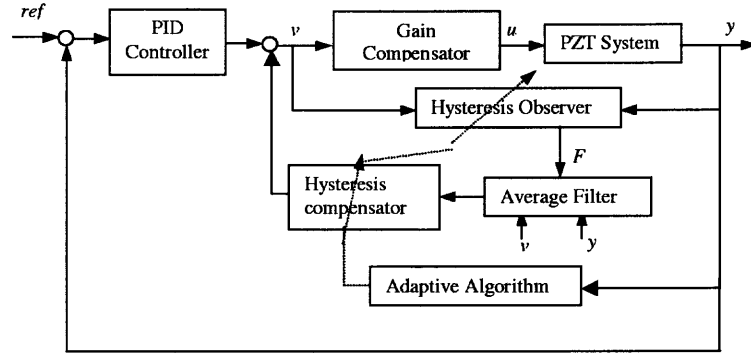 ref
PID
Controller
v
Gain
Compensator
u
PZT System
y
Hysteresis Observer
F
Hysteresis
compensator
Average Filter
v
y
Adaptive Algorithm